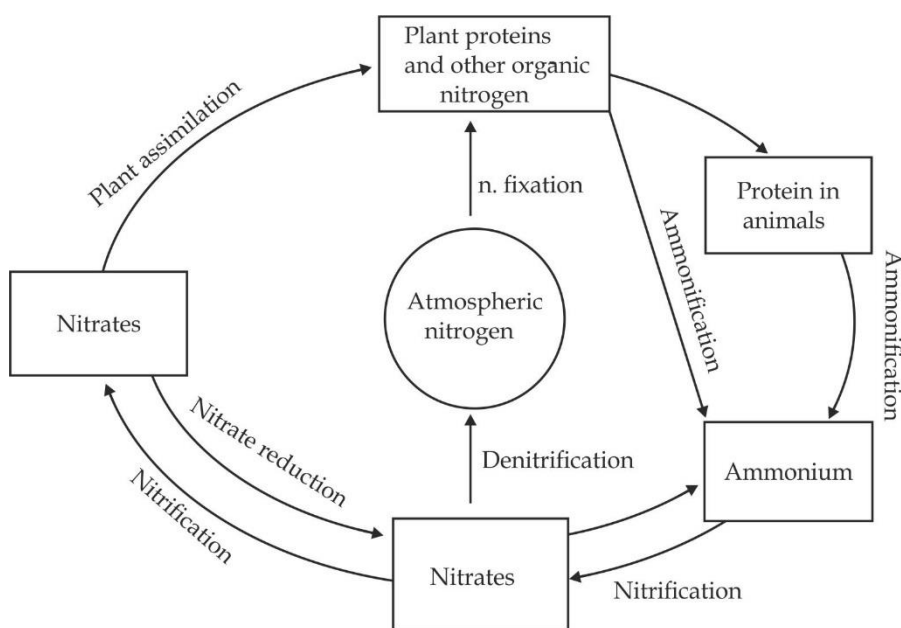 Plant proteins
and other organic
nitrogen
Plant assimilation
n. fixation
Protein in
animals
Ammonification
Ammonification
Atmospheric
nitrogen
Nitrates
Nitrate reduction
Nitrification
Denitrification
Ammonium
Nitrates
Nitrification